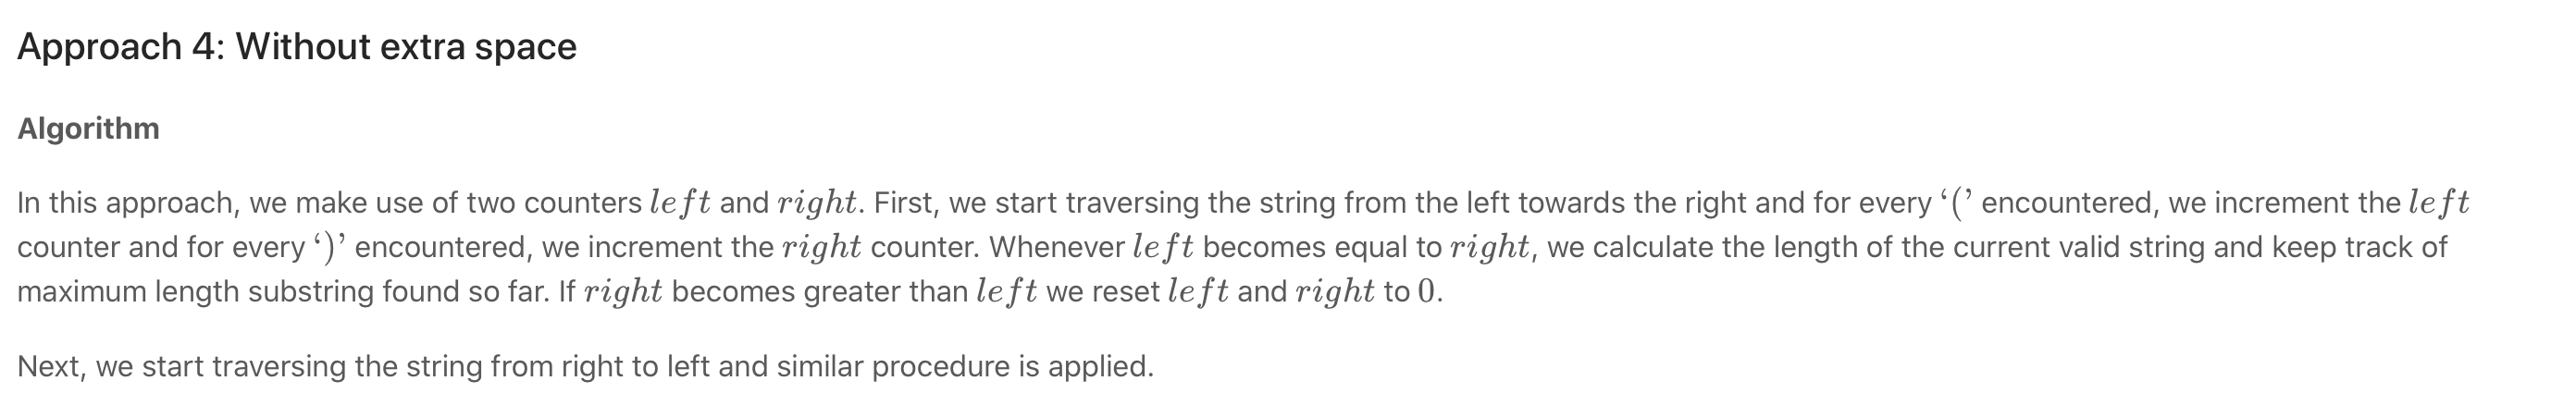 Approach 4: Without extra space
Algorithm
In this approach, we make use of two counters left and right. First, we start traversing the string from the left towards the right and for every ‘(’ encountered, we increment the left
counter and for every ‘)’ encountered, we increment the right counter. Whenever left becomes equal to right, we calculate the length of the current valid string and keep track of
maximum length substring found so far. If right becomes greater than left we reset left and right to 0.
Next, we start traversing the string from right to left and similar procedure is applied.